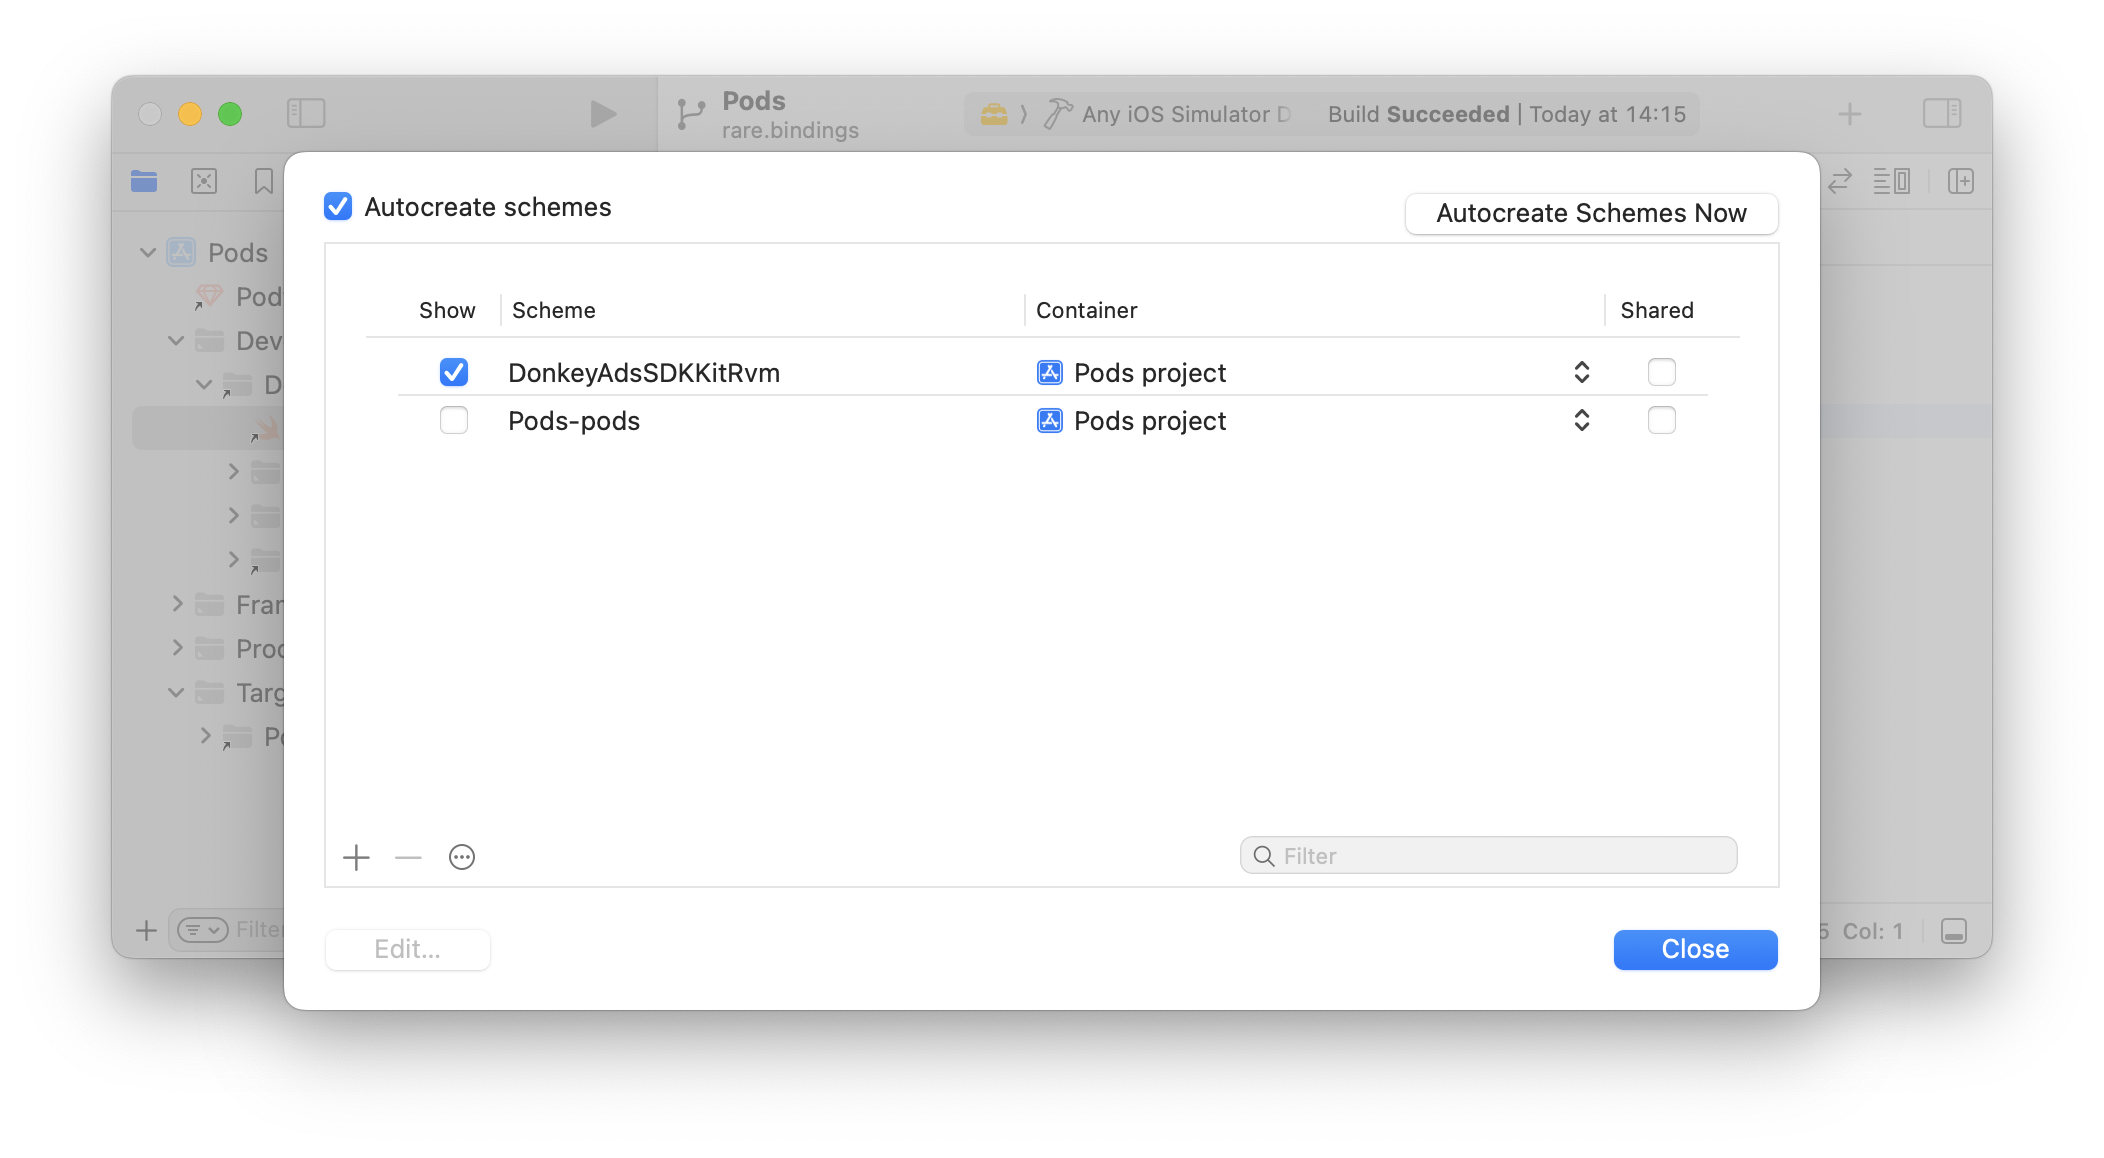 Pods
rare.bindings
Any iOS Simulator D
Build Succeeded | Today at 14:15
Autocreate schemes
Autocreate Schemes Now
Pods
Pod
Dev
D
Fran
Prod
Targ
Po
Show
Scheme
Container
Shared
DonkeyAdsSDKKitRvm
Pods project
Pods-pods
Pods project
Filter
Filter
Edit...
Close
5 Col: 1